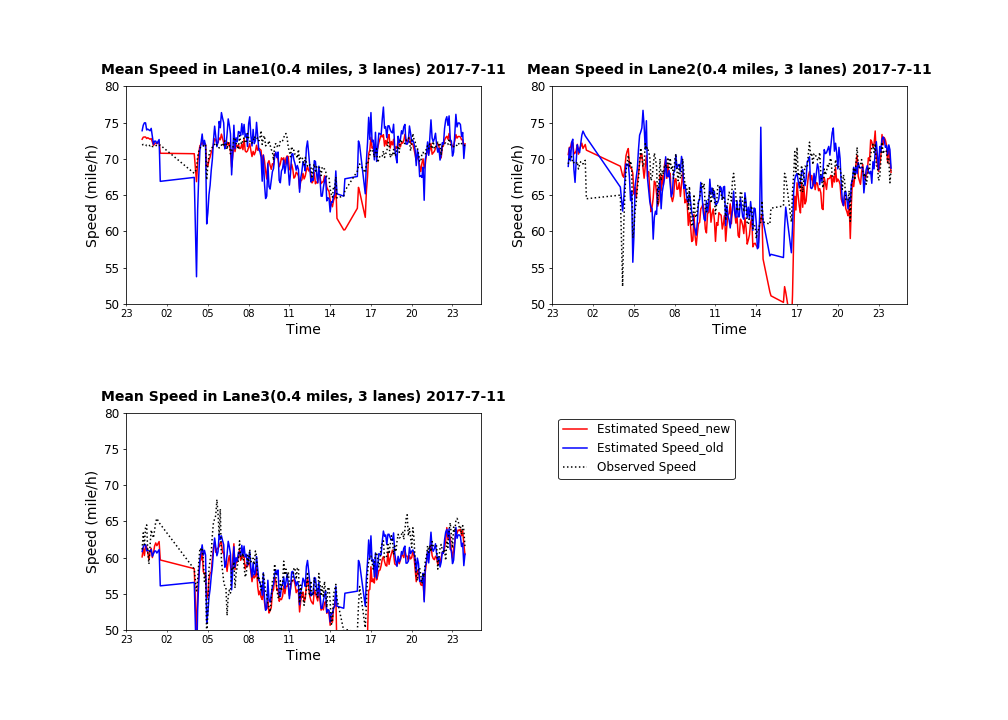 Mean Speed in Lane1(0.4 miles, 3 lanes) 2017-7-11
80
75
70
65
60
55
50
Speed (mile/h)
23 02 05 08 11 14 17 20 23
Time
Mean Speed in Lane2(0.4 miles, 3 lanes) 2017-7-11
80
75
70
65
60
55
50
Speed (mile/h)
23 02 05 08 11 14 17 20 23
Time
Mean Speed in Lane3(0.4 miles, 3 lanes) 2017-7-11
80
75
70
65
60
55
50
Speed (mile/h)
23 02 05 08 11 14 17 20 23
Time
Estimated Speed_new
Estimated Speed_old
Observed Speed